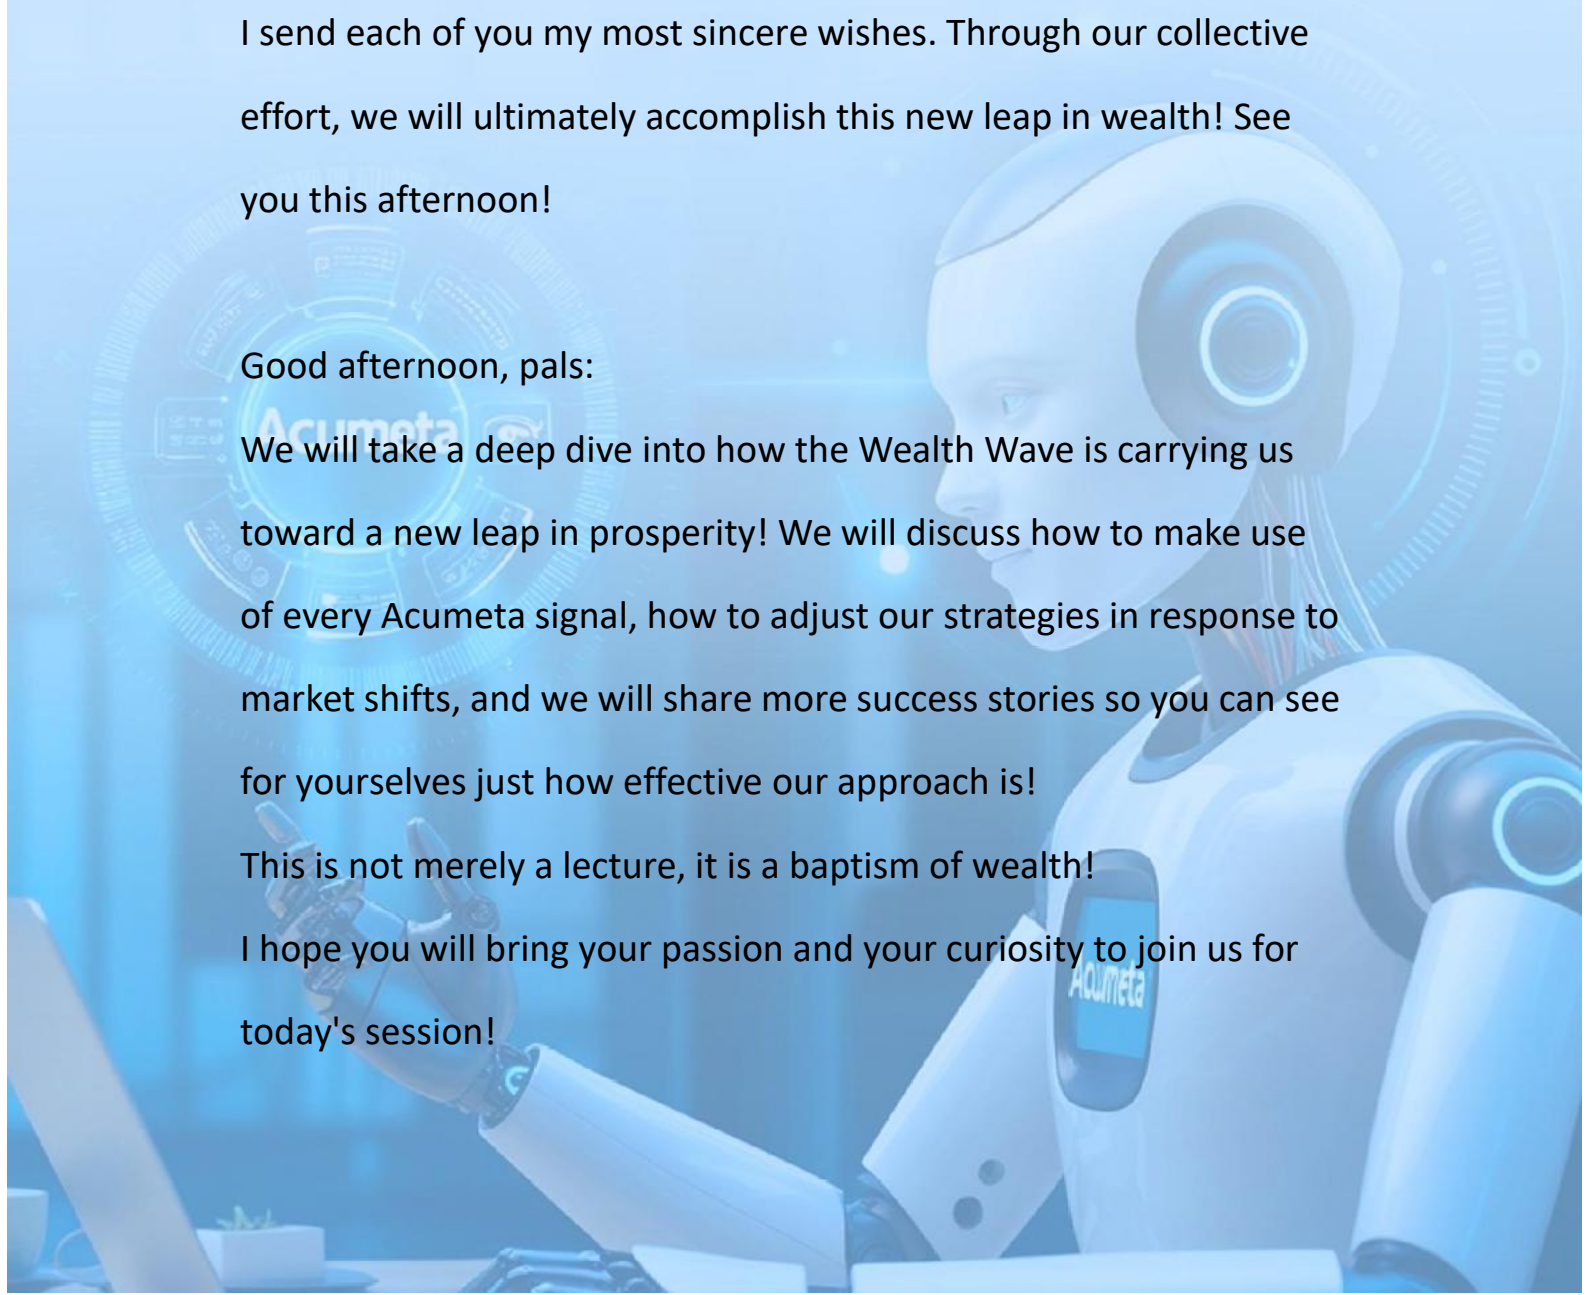 I send each of you my most sincere wishes. Through our collective
effort, we will ultimately accomplish this new leap in wealth! See
you this afternoon!
Good afternoon, pals:
Acumeta
We will take a deep dive into how the Wealth Wave is carrying us
toward a new leap in prosperity! We will discuss how to make use
of every Acumeta signal, how to adjust our strategies in response to
market shifts, and we will share more success stories so you can see
for yourselves just how effective our approach is!
This is not merely a lecture, it is a baptism of wealth!
I hope you will bring your passion and your curiosity to join us for
Acumeta
today's session!